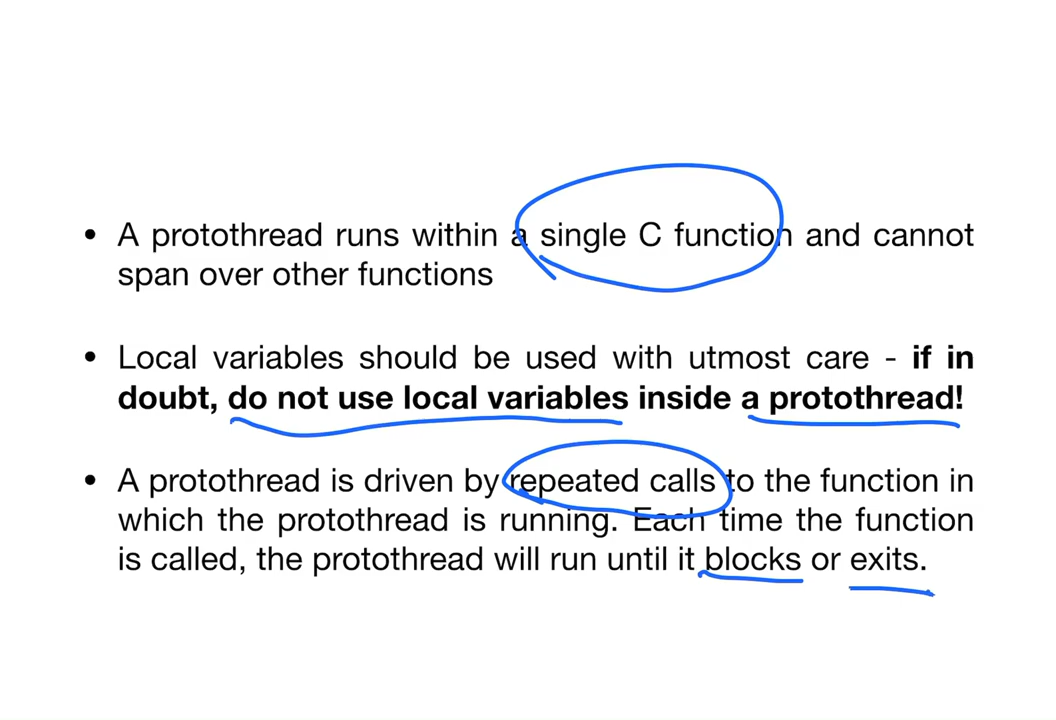 • A protothread runs within a single C function and cannot
span over other functions
• Local variables should be used with utmost care - if in
doubt, do not use local variables inside a protothread!
• A protothread is driven by repeated calls to the function in
which the protothread is running. Each time the function
is called, the protothread will run until it blocks or exits.